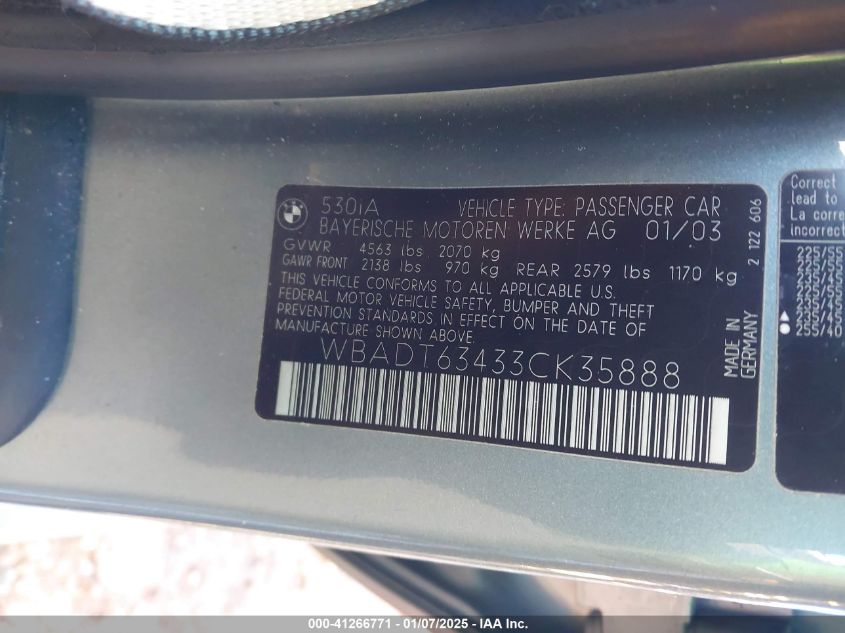 530iA VEHICLE TYPE: PASSENGER CAR
BAYERISCHE MOTOREN WERKE AG 01/03
GVWR 4563 lbs 2070 kg
GAWR FRONT 2138 lbs 970 kg REAR 2579 lbs 1170 kg
THIS VEHICLE CONFORMS TO ALL APPLICABLE U.S.
FEDERAL MOTOR VEHICLE SAFETY, BUMPER AND THEFT
PREVENTION STANDARDS IN EFFECT ON THE DATE OF
MANUFACTURE SHOWN ABOVE.
WBADT63433CK35888
2 122 606
MADE IN
GERMANY
Correct
lead to
La corre
incorrect
000-41266771 - 01/07/2025 - IAA Inc.